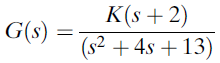 G(s) = K(s + 2) / (s² + 4s + 13)